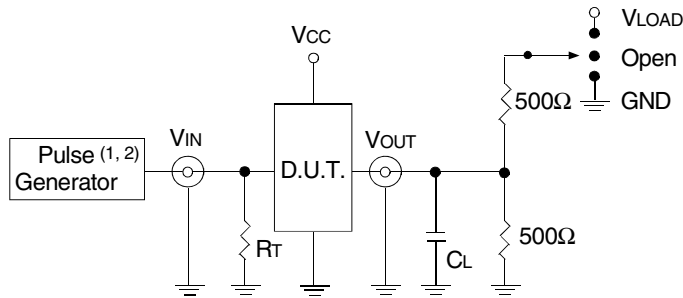 VLOAD
VCC
Open
500Ω
GND
Pulse (1, 2)
Generator
VIN
D.U.T.
VOUT
RT
CL
500Ω